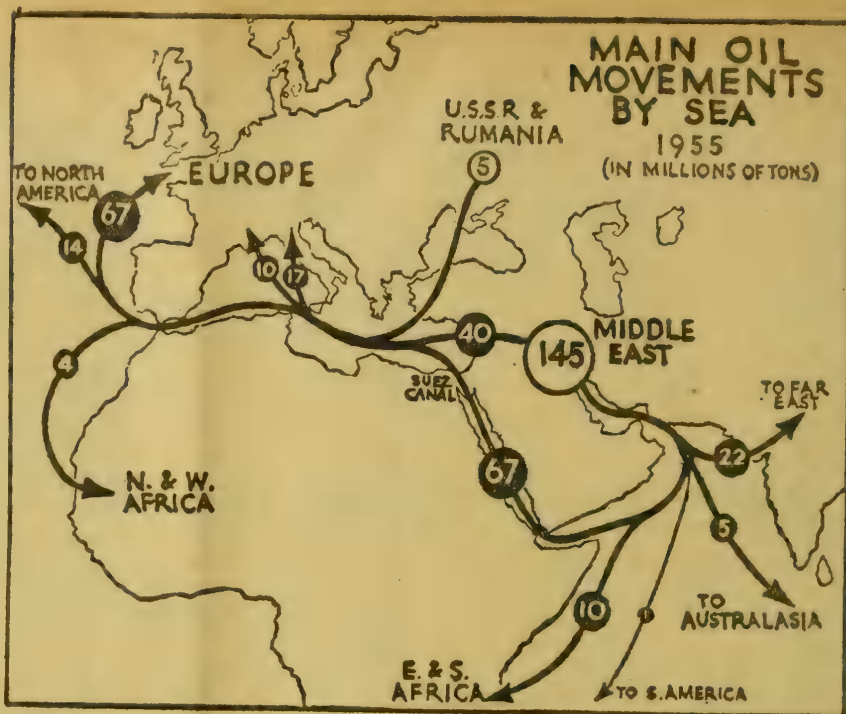 MAIN OIL
MOVEMENTS
BY SEA
1955
(IN MILLIONS OF TONS)
U.S.S.R &
RUMANIA
5
TO NORTH
AMERICA
EUROPE
67
14
10
17
40
145
MIDDLE
EAST
SUEZ
CANAL
4
TO FAR
EAST
22
67
N. & W.
AFRICA
5
10
1
TO
AUSTRALASIA
E. & S.
AFRICA
TO S. AMERICA